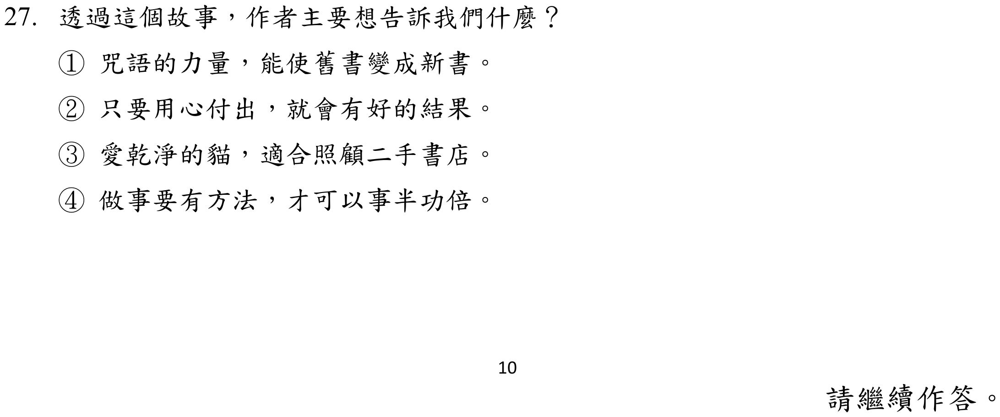 27. 透過這個故事，作者主要想告訴我們什麼？
① 咒語的力量，能使舊書變成新書。
② 只要用心付出，就會有好的結果。
③ 愛乾淨的貓，適合照顧二手書店。
④ 做事要有方法，才可以事半功倍。
10
請繼續作答。